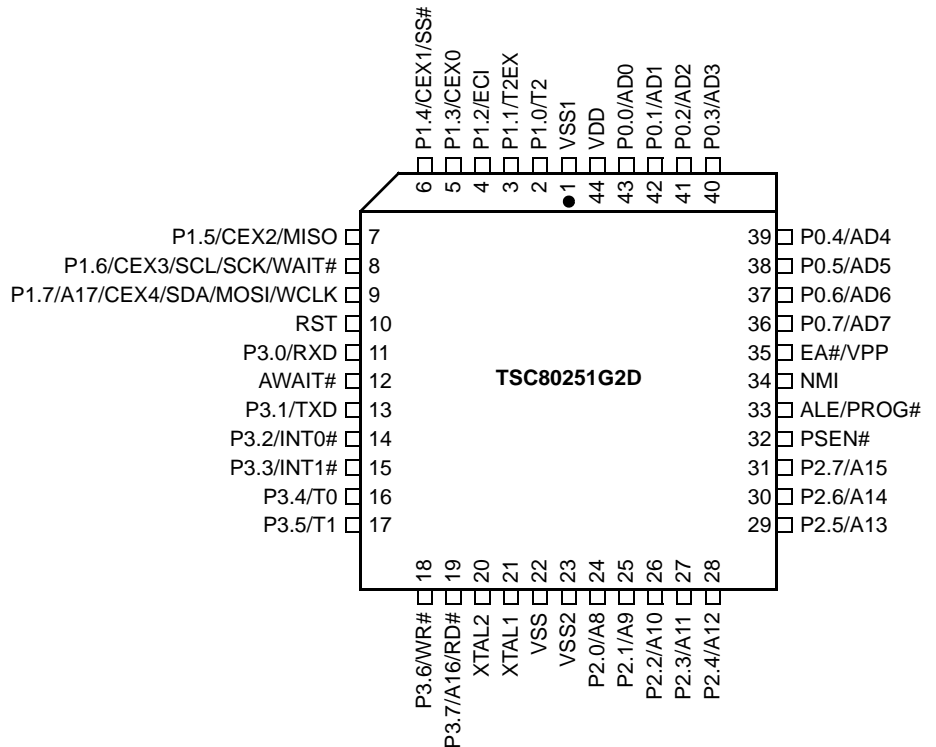 P1.4/CEX1/SS#
P1.3/CEX0
P1.2/ECI
P1.1/T2EX
P1.0/T2
VSS1
VDD
P0.0/AD0
P0.1/AD1
P0.2/AD2
P0.3/AD3
6
5
4
3
2
1
44
43
42
41
40
P1.5/CEX2/MISO 7
P1.6/CEX3/SCL/SCK/WAIT# 8
P1.7/A17/CEX4/SDA/MOSI/WCLK 9
RST 10
P3.0/RXD 11
AWAIT# 12
P3.1/TXD 13
P3.2/INT0# 14
P3.3/INT1# 15
P3.4/T0 16
P3.5/T1 17
TSC80251G2D
39 P0.4/AD4
38 P0.5/AD5
37 P0.6/AD6
36 P0.7/AD7
35 EA#/VPP
34 NMI
33 ALE/PROG#
32 PSEN#
31 P2.7/A15
30 P2.6/A14
29 P2.5/A13
18
19
20
21
22
23
24
25
26
27
28
P3.6/WR#
P3.7/A16/RD#
XTAL2
XTAL1
VSS
VSS2
P2.0/A8
P2.1/A9
P2.2/A10
P2.3/A11
P2.4/A12